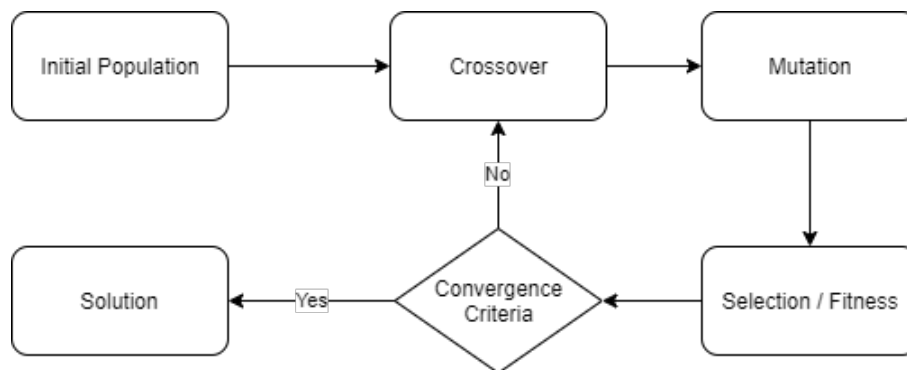 Initial Population
Crossover
Mutation
No
Solution
Yes
Convergence
Criteria
Selection / Fitness